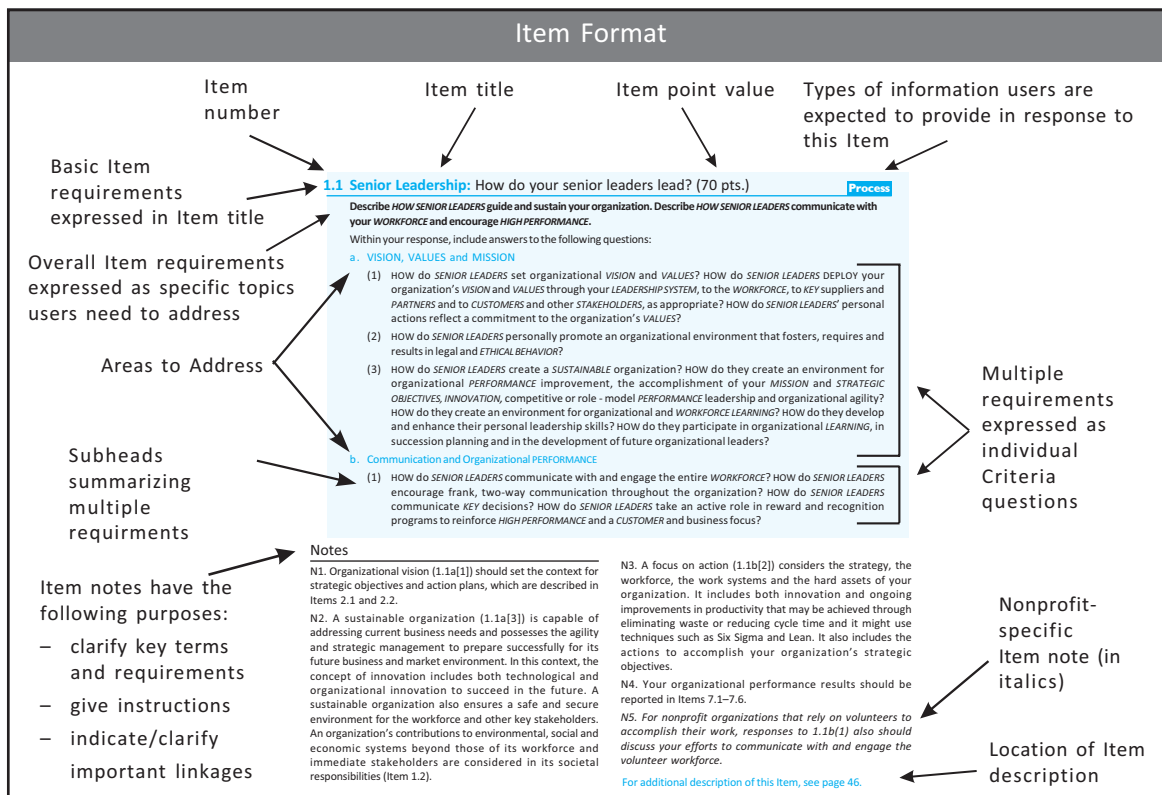 Item Format
Item
number
Item title
Item point value
Types of information users are
expected to provide in response to
this Item
Basic Item
requirements
expressed in Item title
Overall Item requirements
expressed as specific topics
users need to address
Areas to Address
Subheads
summarizing
multiple
requirments
Item notes have the
following purposes:
– clarify key terms
and requirements
– give instructions
– indicate/clarify
important linkages
1.1 Senior Leadership: How do your senior leaders lead? (70 pts.)
Process
Describe HOW SENIOR LEADERS guide and sustain your organization. Describe HOW SENIOR LEADERS communicate with
your WORKFORCE and encourage HIGH PERFORMANCE.
Within your response, include answers to the following questions:
a. VISION, VALUES and MISSION
(1) HOW do SENIOR LEADERS set organizational VISION and VALUES? HOW do SENIOR LEADERS DEPLOY your
organization's VISION and VALUES through your LEADERSHIP SYSTEM, to the WORKFORCE, to KEY suppliers and
PARTNERS and to CUSTOMERS and other STAKEHOLDERS, as appropriate? HOW do SENIOR LEADERS' personal
actions reflect a commitment to the organization's VALUES?
(2) HOW do SENIOR LEADERS personally promote an organizational environment that fosters, requires and
results in legal and ETHICAL BEHAVIOR?
(3) HOW do SENIOR LEADERS create a SUSTAINABLE organization? HOW do they create an environment for
organizational PERFORMANCE improvement, the accomplishment of your MISSION and STRATEGIC
OBJECTIVES, INNOVATION, competitive or role - model PERFORMANCE leadership and organizational agility?
HOW do they create an environment for organizational and WORKFORCE LEARNING? HOW do they develop
and enhance their personal leadership skills? HOW do they participate in organizational LEARNING, in
succession planning and in the development of future organizational leaders?
b. Communication and Organizational PERFORMANCE
(1) HOW do SENIOR LEADERS communicate with and engage the entire WORKFORCE? HOW do SENIOR LEADERS
encourage frank, two-way communication throughout the organization? HOW do SENIOR LEADERS
communicate KEY decisions? HOW do SENIOR LEADERS take an active role in reward and recognition
programs to reinforce HIGH PERFORMANCE and a CUSTOMER and business focus?
Multiple
requirements
expressed as
individual
Criteria
questions
Notes
N1. Organizational vision (1.1a[1]) should set the context for
strategic objectives and action plans, which are described in
Items 2.1 and 2.2.
N2. A sustainable organization (1.1a[3]) is capable of
addressing current business needs and possesses the agility
and strategic management to prepare successfully for its
future business and market environment. In this context, the
concept of innovation includes both technological and
organizational innovation to succeed in the future. A
sustainable organization also ensures a safe and secure
environment for the workforce and other key stakeholders.
An organization's contributions to environmental, social and
economic systems beyond those of its workforce and
immediate stakeholders are considered in its societal
responsibilities (Item 1.2).
N3. A focus on action (1.1b[2]) considers the strategy, the
workforce, the work systems and the hard assets of your
organization. It includes both innovation and ongoing
improvements in productivity that may be achieved through
eliminating waste or reducing cycle time and it might use
techniques such as Six Sigma and Lean. It also includes the
actions to accomplish your organization's strategic
objectives.
N4. Your organizational performance results should be
reported in Items 7.1–7.6.
N5. For nonprofit organizations that rely on volunteers to
accomplish their work, responses to 1.1b(1) also should
discuss your efforts to communicate with and engage the
volunteer workforce.
For additional description of this Item, see page 46.
Nonprofit-
specific
Item note (in
italics)
Location of Item
description